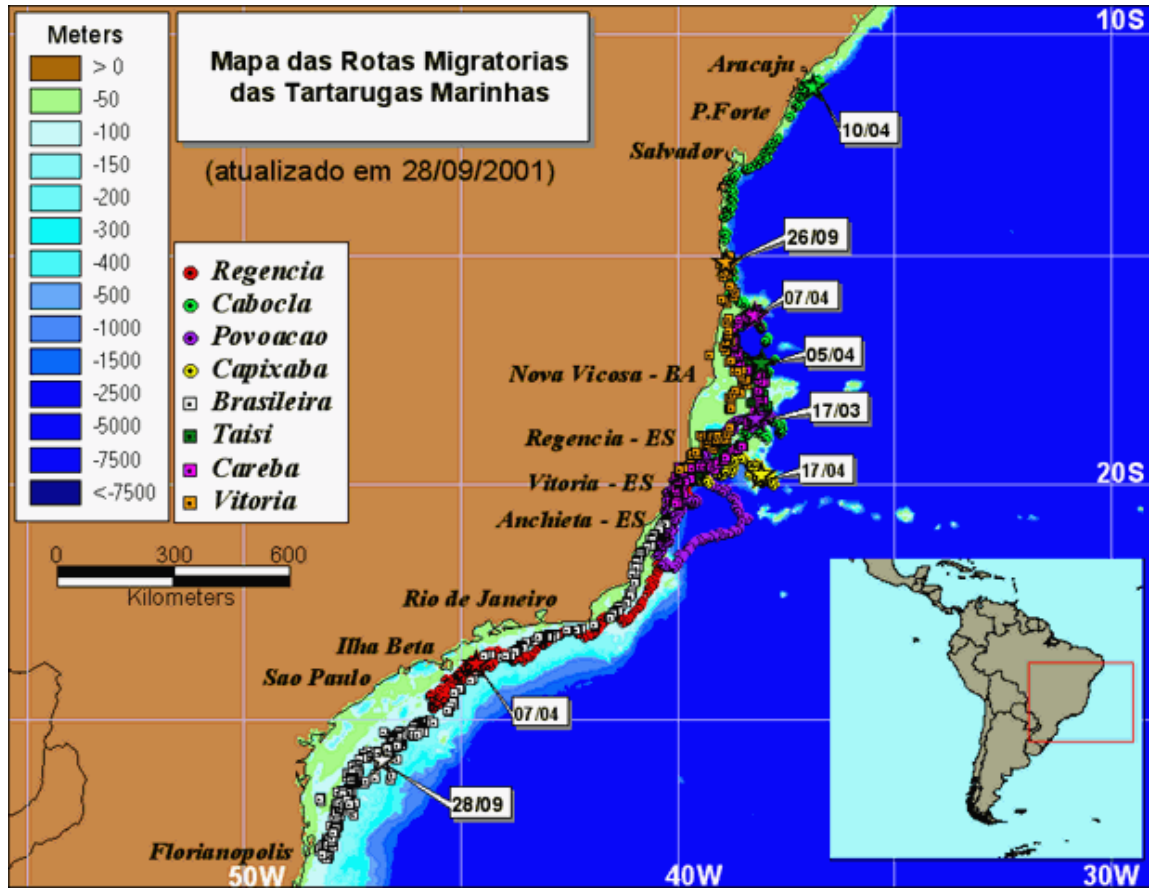 Meters
> 0
-50
-100
-150
-200
-300
-400
-500
-1000
-1500
-2500
-5000
-7500
<-7500
Mapa das Rotas Migratorias
das Tartarugas Marinhas
(atualizado em 28/09/2001)
Regencia
Cabocla
Povoacao
Capixaba
Brasileira
Taisi
Careba
Vitoria
0 300 600
Kilometers
10S
Aracaju
P.Forte
10/04
Salvador
26/09
07/04
05/04
Nova Vicosa - BA
17/03
Regencia - ES
17/04
20S
Vitoria - ES
Anchieta - ES
Rio de Janeiro
Ilha Beta
Sao Paulo
07/04
28/09
Florianopolis
50W
40W
30W